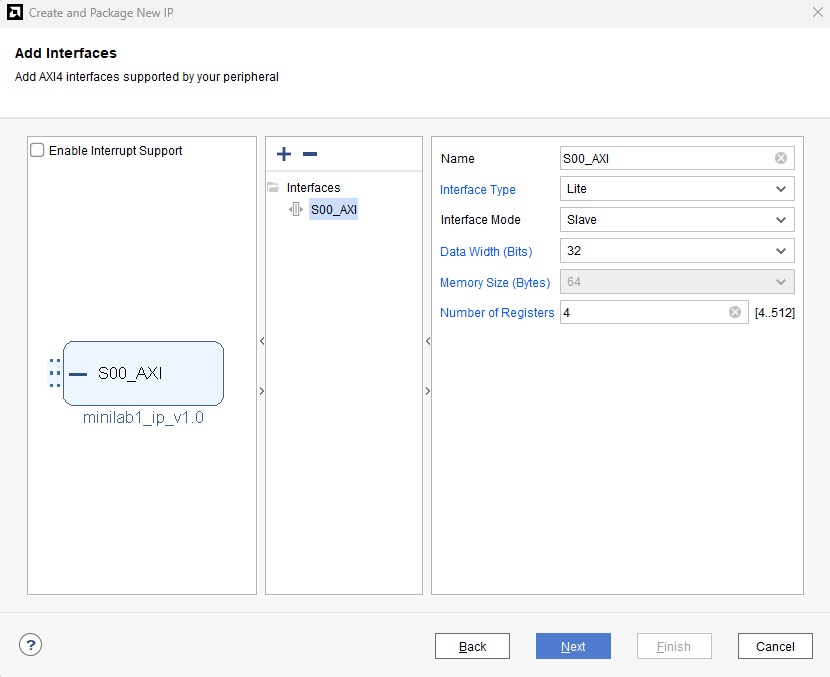 Create and Package New IP
Add Interfaces
Add AXI4 interfaces supported by your peripheral
Enable Interrupt Support
S00_AXI
minilab1_ip_v1.0
Interfaces
S00_AXI
Name S00_AXI
Interface Type Lite
Interface Mode Slave
Data Width (Bits) 32
Memory Size (Bytes) 64
Number of Registers 4 [4..512]
? Back Next Finish Cancel